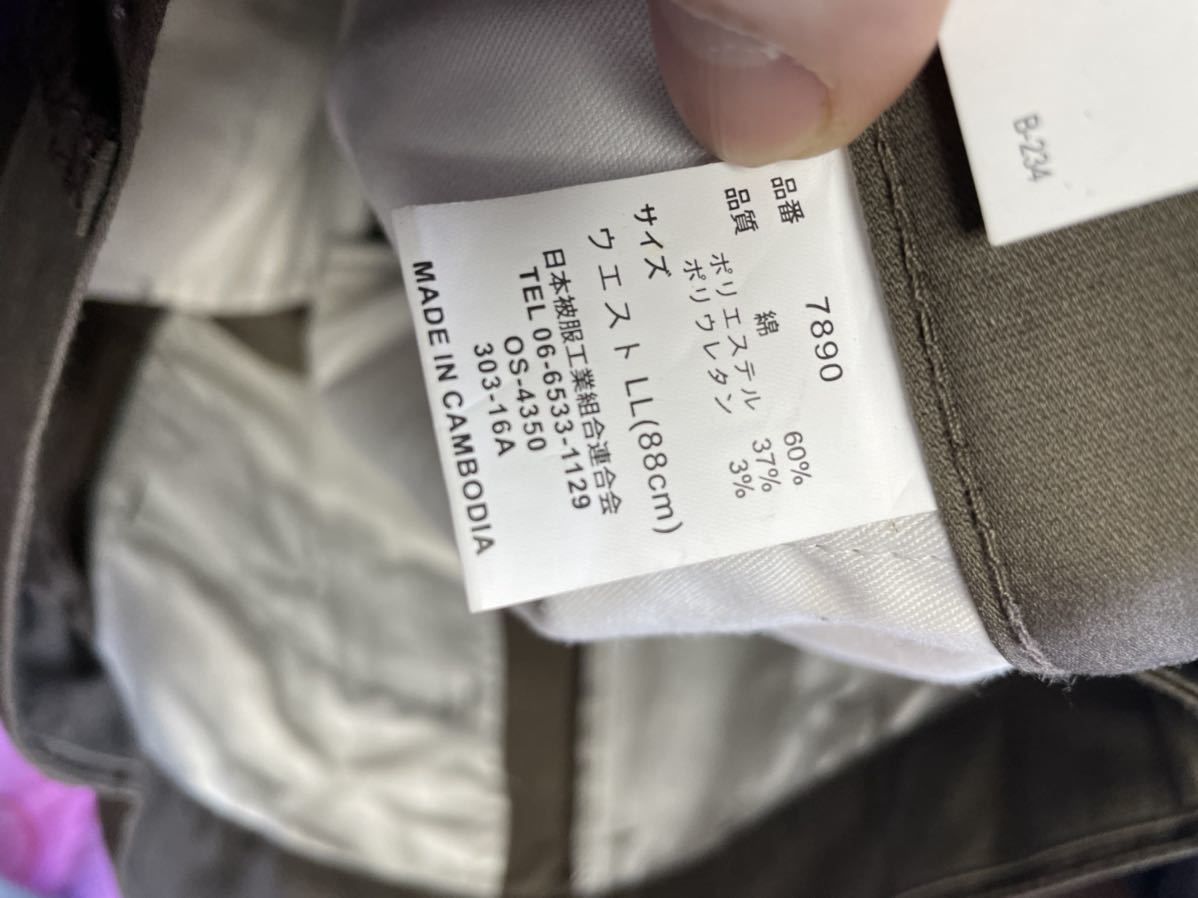 品番 7890
品質 綿 60%
ポリエステル 37%
ポリウレタン 3%
サイズ
ウエスト LL(88cm)
日本被服工業組合連合会
TEL 06-6533-1129
OS-4350
303-16A
MADE IN CAMBODIA
B-234